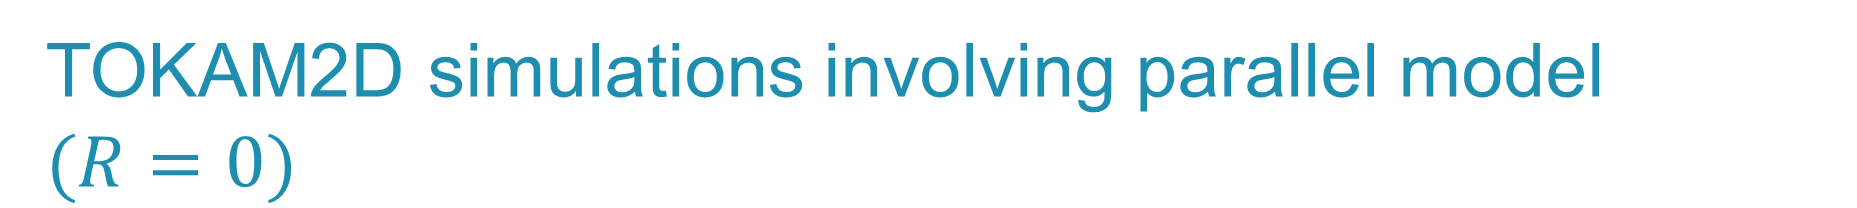 TOKAM2D simulations involving parallel model
(R = 0)